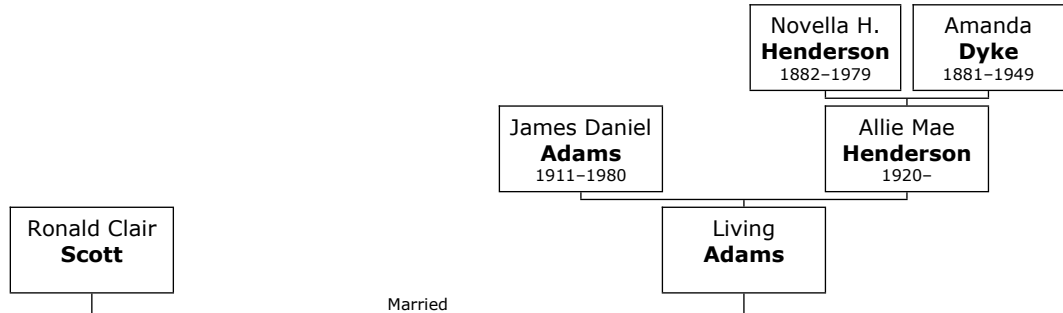 Novella H.
Henderson
1882–1979
Amanda
Dyke
1881–1949
James Daniel
Adams
1911–1980
Allie Mae
Henderson
1920–
Ronald Clair
Scott
Living
Adams
Married